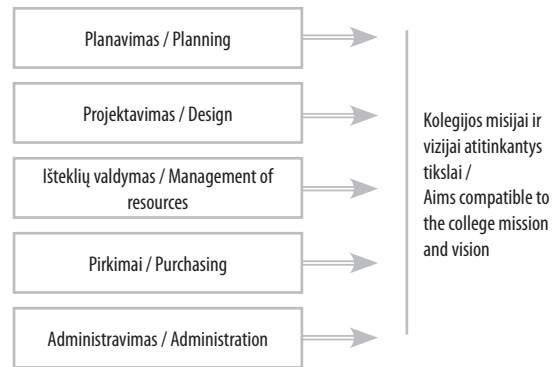 Planavimas / Planning
Projektavimas / Design
Išteklių valdymas / Management of
resources
Pirkimai / Purchasing
Administravimas / Administration
Kolegijos misijai ir
vizijai atitinkantys
tikslai /
Aims compatible to
the college mission
and vision